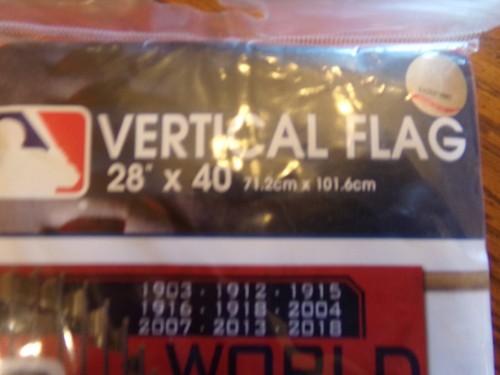 VERTICAL FLAG
28" x 40" 71.2cm x 101.6cm
1903 · 1912 · 1915
1916 · 1918 · 2004
2007 · 2013 · 2018
WORLD